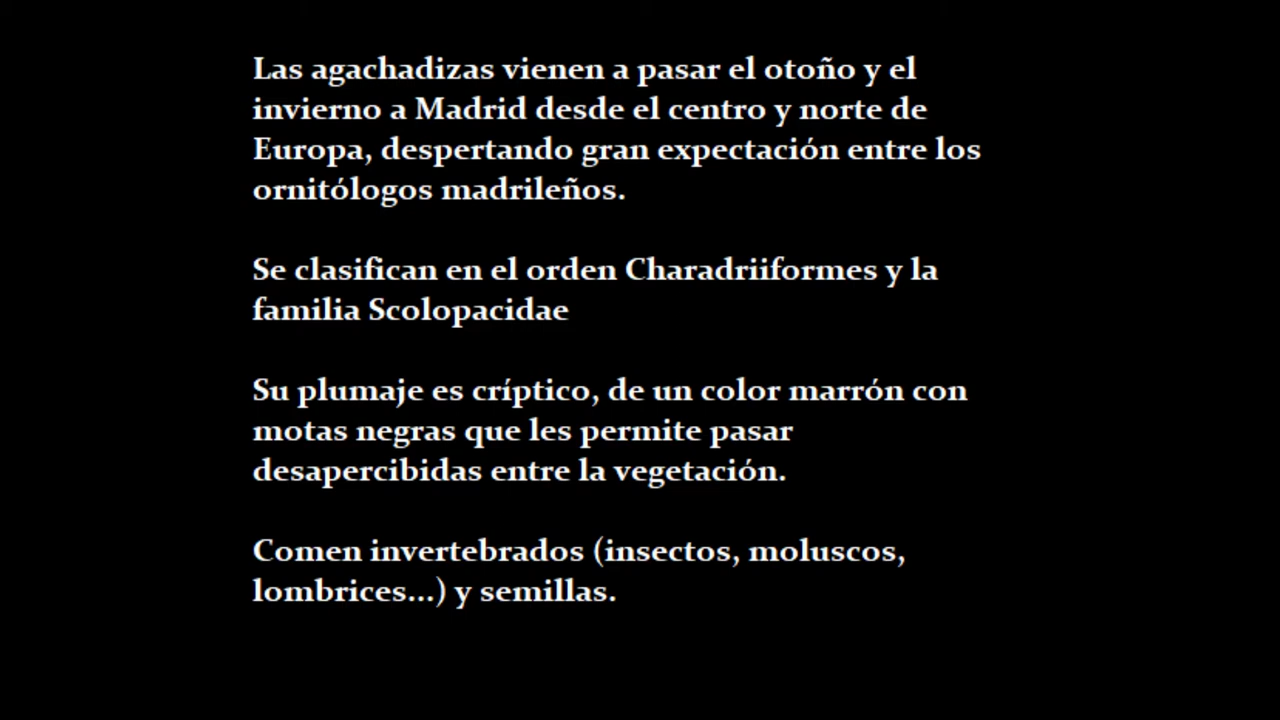 Las agachadizas vienen a pasar el otoño y el
invierno a Madrid desde el centro y norte de
Europa, despertando gran expectación entre los
ornitólogos madrileños.
Se clasifican en el orden Charadriiformes y la
familia Scolopacidae
Su plumaje es críptico, de un color marrón con
motas negras que les permite pasar
desapercibidas entre la vegetación.
Comen invertebrados (insectos, moluscos,
lombrices...) y semillas.